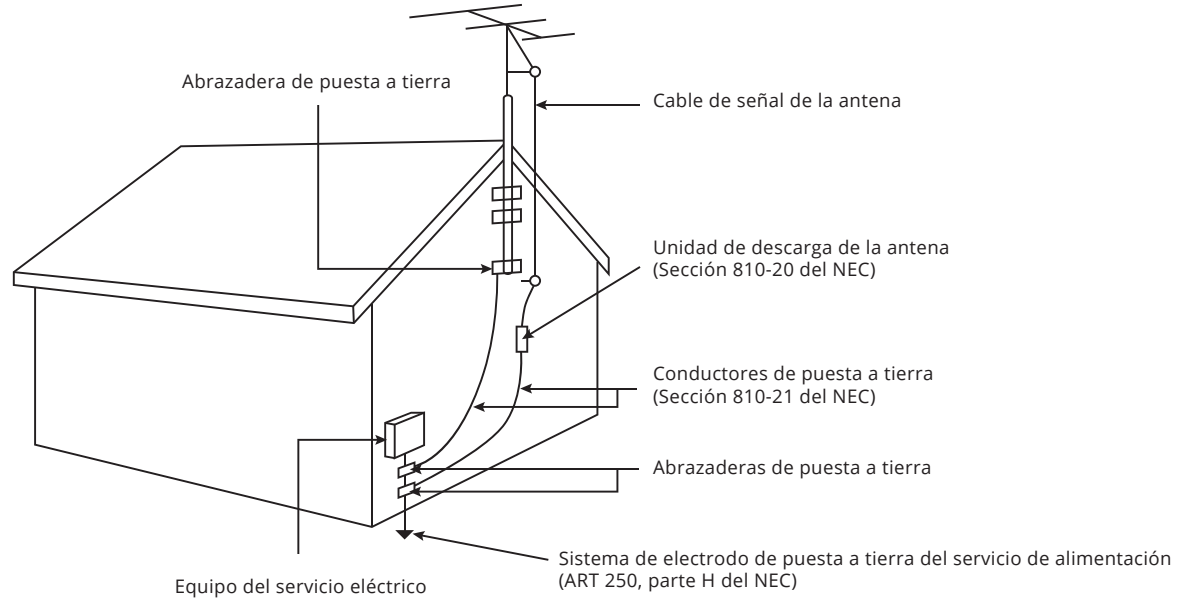 Abrazadera de puesta a tierra
Cable de señal de la antena
Unidad de descarga de la antena
(Sección 810-20 del NEC)
Conductores de puesta a tierra
(Sección 810-21 del NEC)
Abrazaderas de puesta a tierra
Sistema de electrodo de puesta a tierra del servicio de alimentación
(ART 250, parte H del NEC)
Equipo del servicio eléctrico